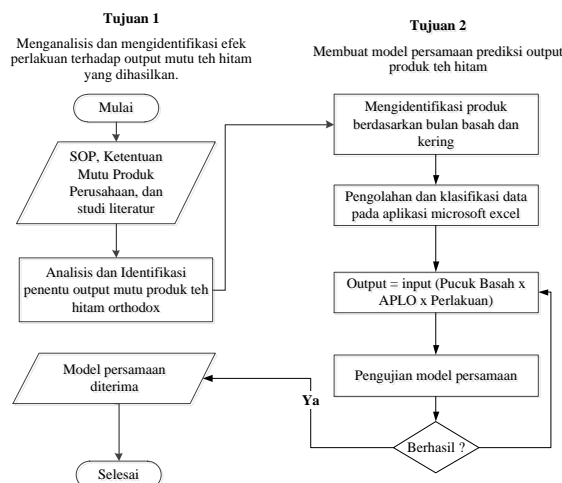 Tujuan 1
Menganalisis dan mengidentifikasi efek
perlakuan terhadap output mutu teh hitam
yang dihasilkan.
Mulai
SOP, Ketentuan
Mutu Produk
Perusahaan, dan
studi literatur
Analisis dan Identifikasi
penentu output mutu produk teh
hitam orthodox
Tujuan 2
Membuat model persamaan prediksi output
produk teh hitam
Mengidentifikasi produk
berdasarkan bulan basah dan
kering
Pengolahan dan klasifikasi data
pada aplikasi microsoft excel
Output = input (Pucuk Basah x
APLO x Perlakuan)
Pengujian model persamaan
Berhasil ?
Ya
Model persamaan
diterima
Selesai